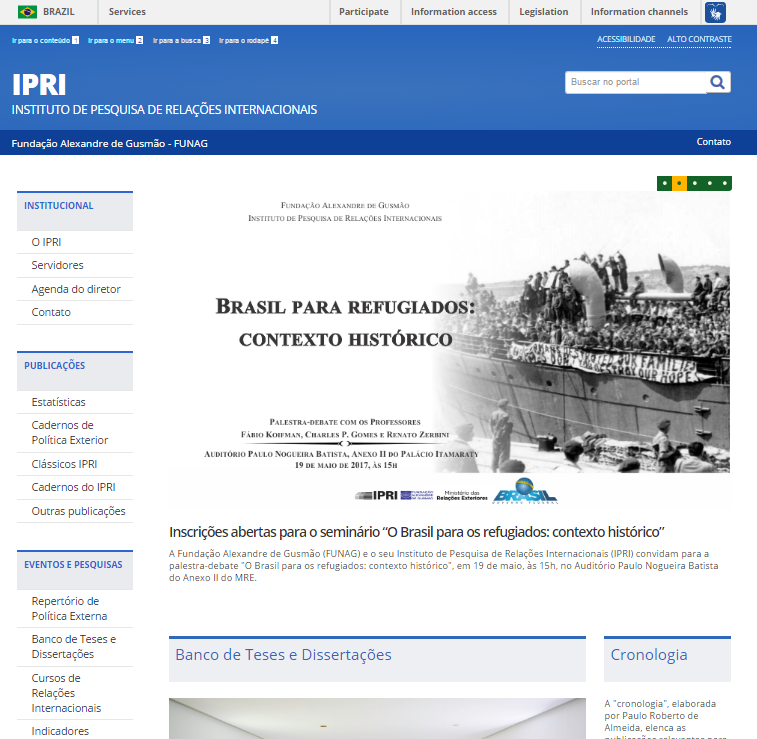 BRAZIL Services Participate Information access Legislation Information channels
Ir para o conteúdo 1 Ir para o menu 2 Ir para a busca 3 Ir para o rodapé 4 ACESSIBILIDADE ALTO CONTRASTE
IPRI
Buscar no portal
INSTITUTO DE PESQUISA DE RELAÇÕES INTERNACIONAIS
Fundação Alexandre de Gusmão - FUNAG Contato
INSTITUCIONAL
O IPRI
Servidores
Agenda do diretor
Contato
PUBLICAÇÕES
Estatísticas
Cadernos de
Política Exterior
Clássicos IPRI
Cadernos do IPRI
Outras publicações
EVENTOS E PESQUISAS
Repertório de
Política Externa
Banco de Teses e
Dissertações
Cursos de
Relações
Internacionais
Indicadores
Fundação Alexandre de Gusmão
Instituto de Pesquisa de Relações Internacionais
Brasil para refugiados:
contexto histórico
Palestra-debate com os Professores
Fábio Koifman, Charles P. Gomes e Renato Zerbini
Auditório Paulo Nogueira Batista, Anexo II do Palácio Itamaraty
19 de maio de 2017, às 15h
IPRI
Ministério das
Relações Exteriores
BRASIL
Inscrições abertas para o seminário “O Brasil para os refugiados: contexto histórico”
A Fundação Alexandre de Gusmão (FUNAG) e o seu Instituto de Pesquisa de Relações Internacionais (IPRI) convidam para a
palestra-debate "O Brasil para os refugiados: contexto histórico", em 19 de maio, às 15h, no Auditório Paulo Nogueira Batista
do Anexo II do MRE.
Banco de Teses e Dissertações
Cronologia
A "cronologia", elaborada
por Paulo Roberto de
Almeida, elenca as